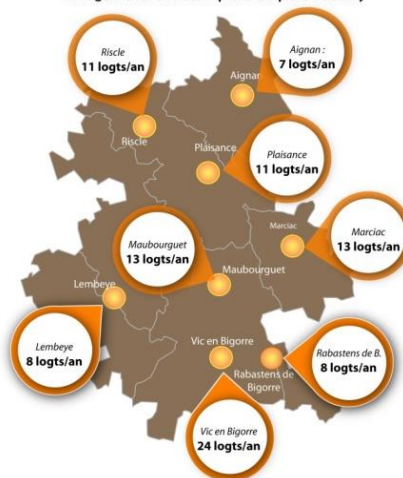 Riscle
11 logts/an
Aignan :
7 logts/an
Aignan
Riscle
Plaisance
Plaisance
11 logts/an
Marciac
Marciac
13 logts/an
Maubourguet
13 logts/an
Maubourguet
Lembeye
Lembeye
8 logts/an
Vic en Bigorre
Rabastens de
Bigorre
Rabastens de B.
8 logts/an
Vic en Bigorre
24 logts/an